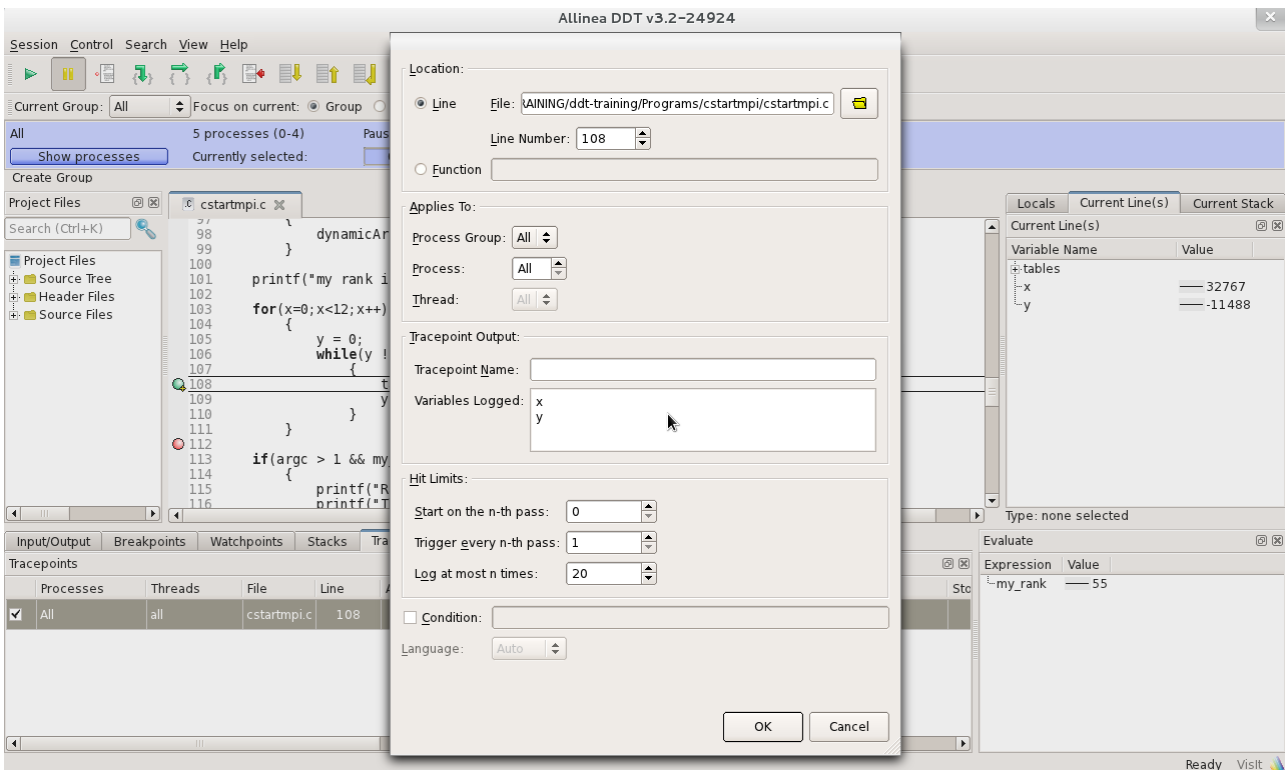 Allinea DDT v3.2-24924
Session Control Search View Help
Current Group: All Focus on current: Group
All 5 processes (0-4) Paus
Show processes Currently selected:
Create Group
Project Files
Search (Ctrl+K)
Project Files
Source Tree
Header Files
Source Files
cstartmpi.c
97 {
98 dynamicAr
99 }
100
101 printf("my rank i
102
103 for(x=0;x<12;x++)
104 {
105 y = 0;
106 while(y !
107 {
108 t
109 y
110 }
111 }
112
113 if(argc > 1 && my
114 {
115 printf("R
116 printf("T
Location:
Line File: RAINING/ddt-training/Programs/cstartmpi/cstartmpi.c
Line Number: 108
Function
Applies To:
Process Group: All
Process: All
Thread: All
Tracepoint Output:
Tracepoint Name:
Variables Logged: x
y
Hit Limits:
Start on the n-th pass: 0
Trigger every n-th pass: 1
Log at most n times: 20
Condition:
Language: Auto
OK Cancel
Locals Current Line(s) Current Stack
Current Line(s)
Variable Name Value
tables
x 32767
y -11488
Type: none selected
Input/Output Breakpoints Watchpoints Stacks Tra
Tracepoints
Processes Threads File Line Sto
All all cstartmpi.c 108
Evaluate
Expression Value
my_rank 55
Ready VisIt